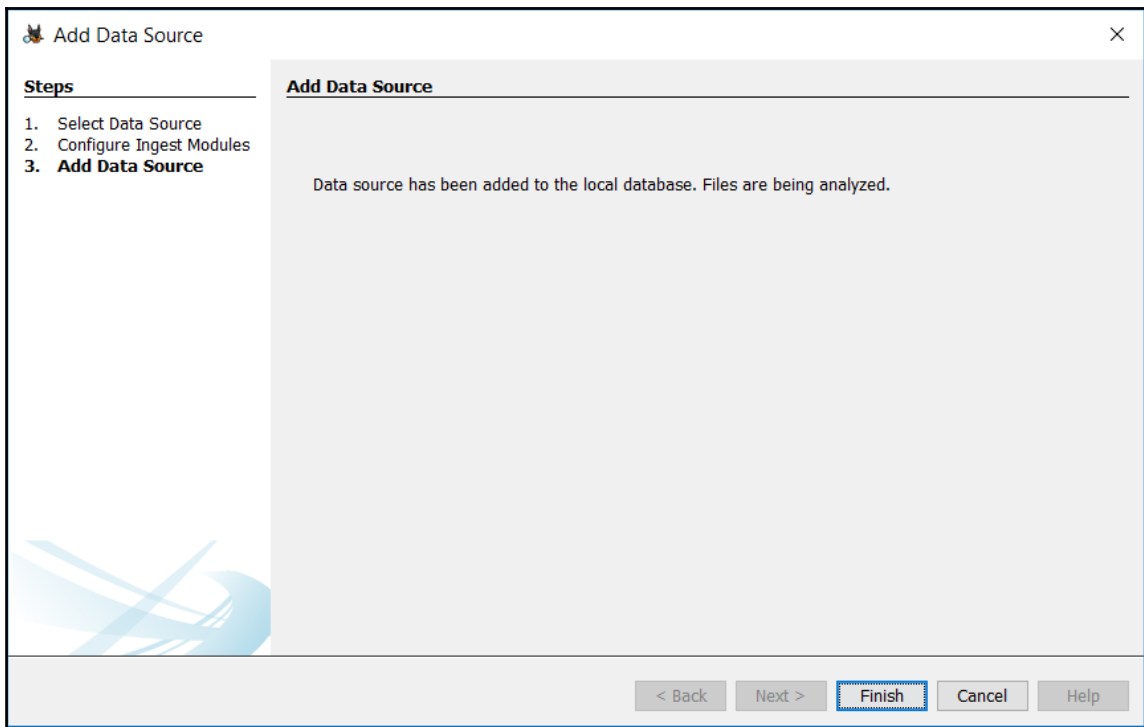 Add Data Source
Steps
1. Select Data Source
2. Configure Ingest Modules
3. Add Data Source
Add Data Source
Data source has been added to the local database. Files are being analyzed.
< Back
Next >
Finish
Cancel
Help